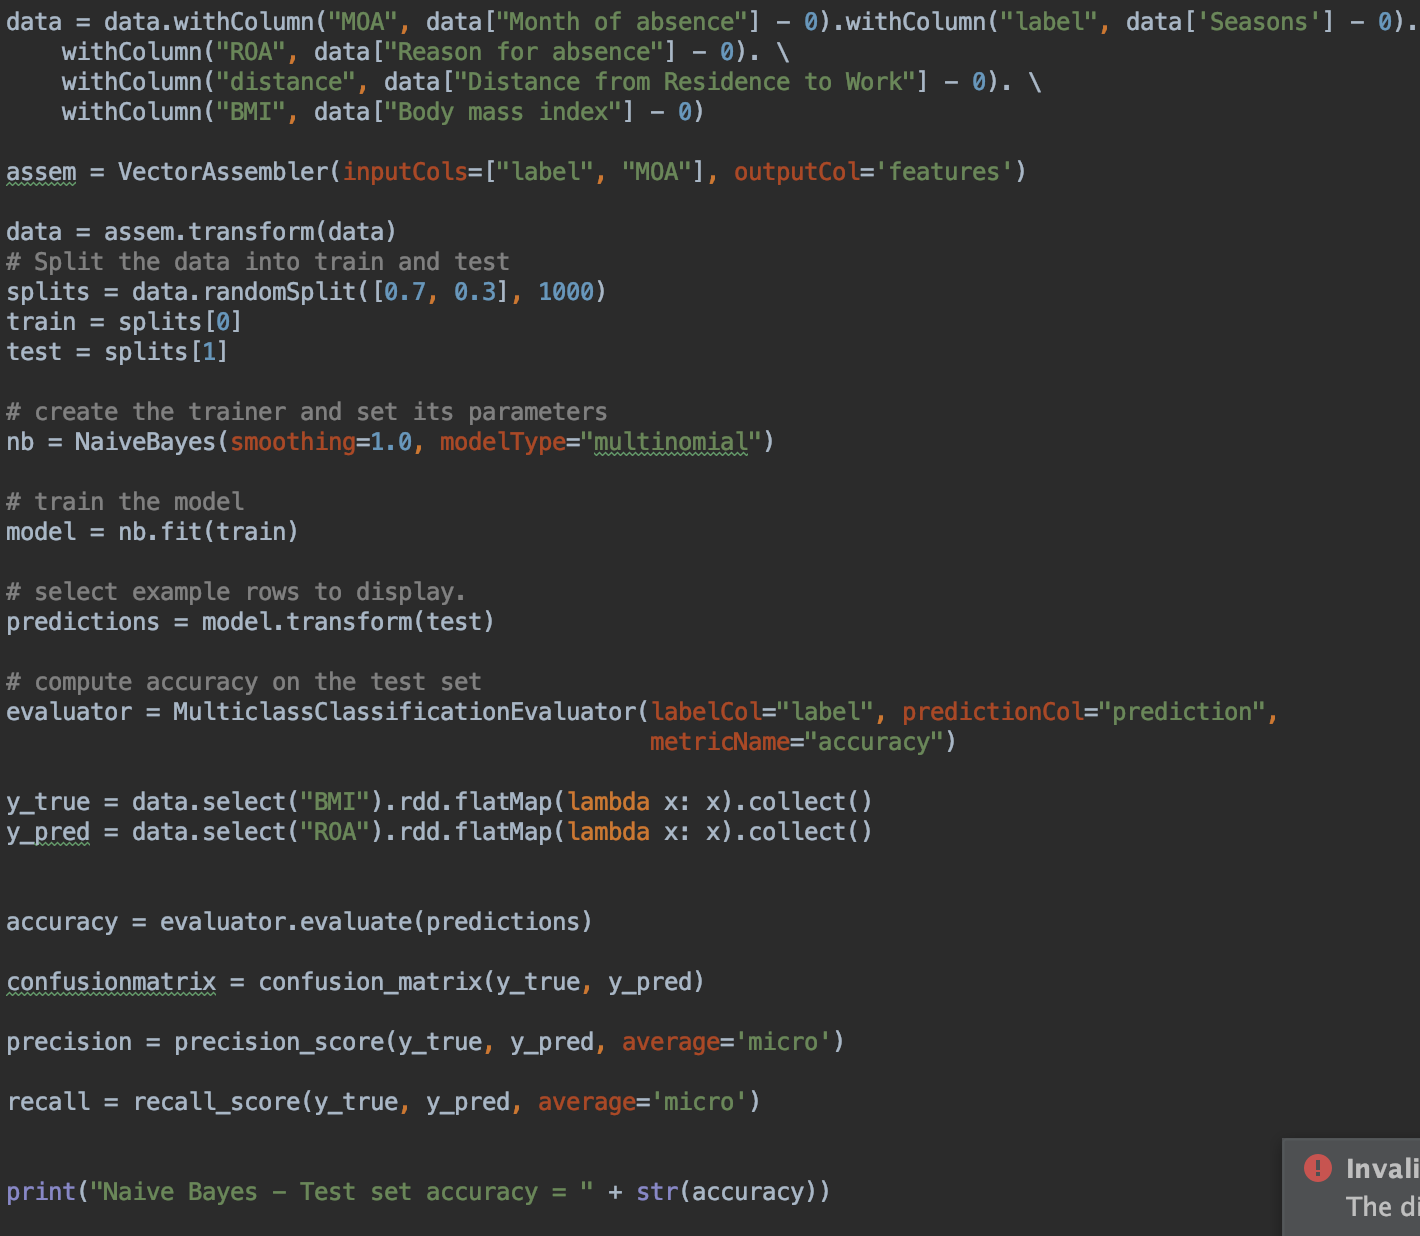 data = data.withColumn("MOA", data["Month of absence"] - 0).withColumn("label", data['Seasons'] - 0).
    withColumn("ROA", data["Reason for absence"] - 0). \
    withColumn("distance", data["Distance from Residence to Work"] - 0). \
    withColumn("BMI", data["Body mass index"] - 0)

assem = VectorAssembler(inputCols=["label", "MOA"], outputCol='features')

data = assem.transform(data)
# Split the data into train and test
splits = data.randomSplit([0.7, 0.3], 1000)
train = splits[0]
test = splits[1]

# create the trainer and set its parameters
nb = NaiveBayes(smoothing=1.0, modelType="multinomial")

# train the model
model = nb.fit(train)

# select example rows to display.
predictions = model.transform(test)

# compute accuracy on the test set
evaluator = MulticlassClassificationEvaluator(labelCol="label", predictionCol="prediction",
                                              metricName="accuracy")

y_true = data.select("BMI").rdd.flatMap(lambda x: x).collect()
y_pred = data.select("ROA").rdd.flatMap(lambda x: x).collect()


accuracy = evaluator.evaluate(predictions)

confusionmatrix = confusion_matrix(y_true, y_pred)

precision = precision_score(y_true, y_pred, average='micro')

recall = recall_score(y_true, y_pred, average='micro')


print("Naive Bayes - Test set accuracy = " + str(accuracy))
Invali
The di